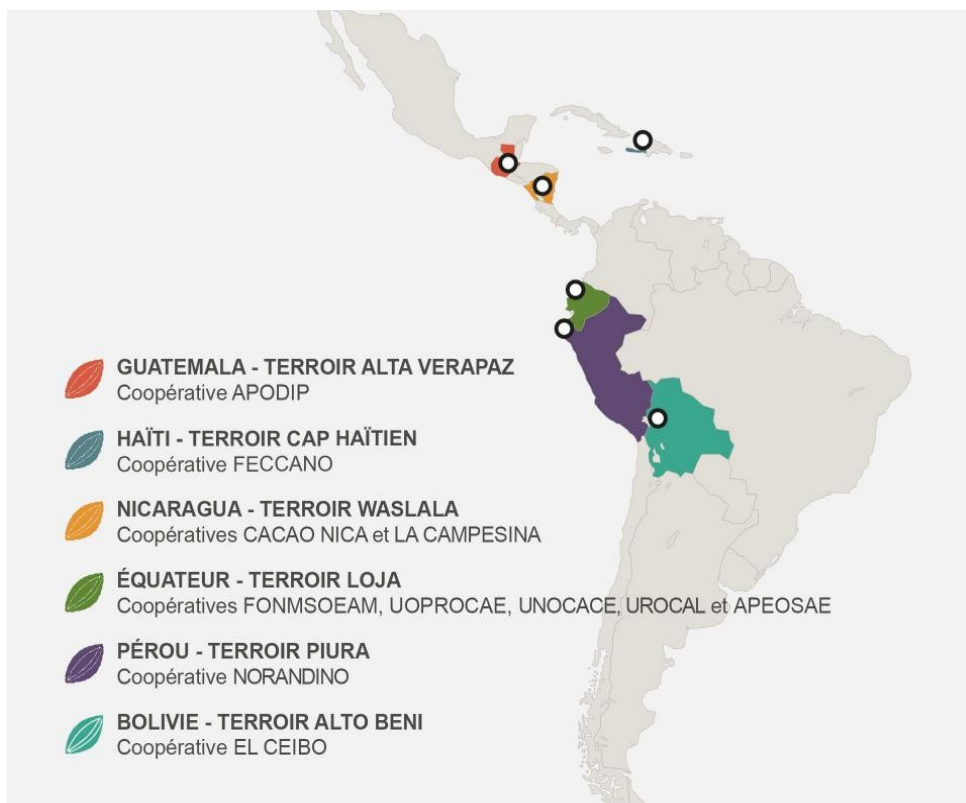 GUATEMALA - TERROIR ALTA VERAPAZ
Coopérative APODIP
HAÏTI - TERROIR CAP HAÏTIEN
Coopérative FECCANO
NICARAGUA - TERROIR WASLALA
Coopératives CACAO NICA et LA CAMPESINA
ÉQUATEUR - TERROIR LOJA
Coopératives FONMSOEAM, UOPROCAE, UNOCACE, UROCAL et APEOSAE
PÉROU - TERROIR PIURA
Coopérative NORANDINO
BOLIVIE - TERROIR ALTO BENI
Coopérative EL CEIBO